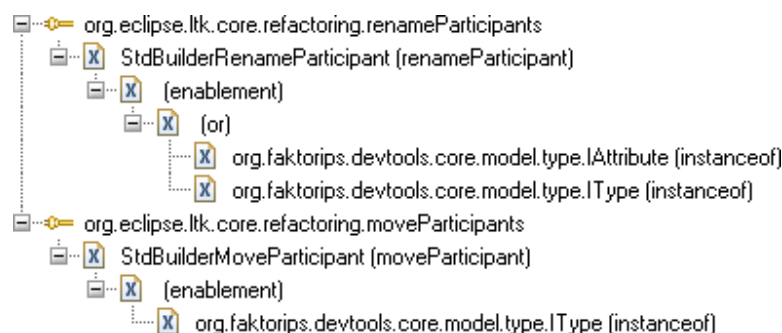 org.eclipse.ltk.core.refactoring.renameParticipants
StdBuilderRenameParticipant (renameParticipant)
(enablement)
(or)
org.faktorips.devtools.core.model.type.IAttribute (instanceof)
org.faktorips.devtools.core.model.type.IType (instanceof)
org.eclipse.ltk.core.refactoring.moveParticipants
StdBuilderMoveParticipant (moveParticipant)
(enablement)
org.faktorips.devtools.core.model.type.IType (instanceof)